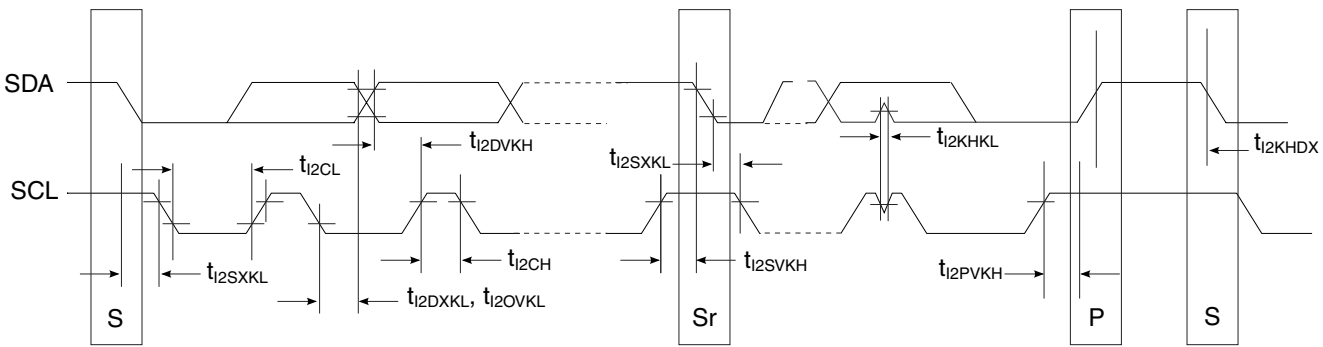 SDA
tI2DVKH
tI2KHKL
tI2SXKL
tI2KHDX
tI2CL
SCL
tI2SXKL
tI2CH
tI2SVKH
tI2PVKH
tI2DXKL, tI2OVKL
S
Sr
P
S